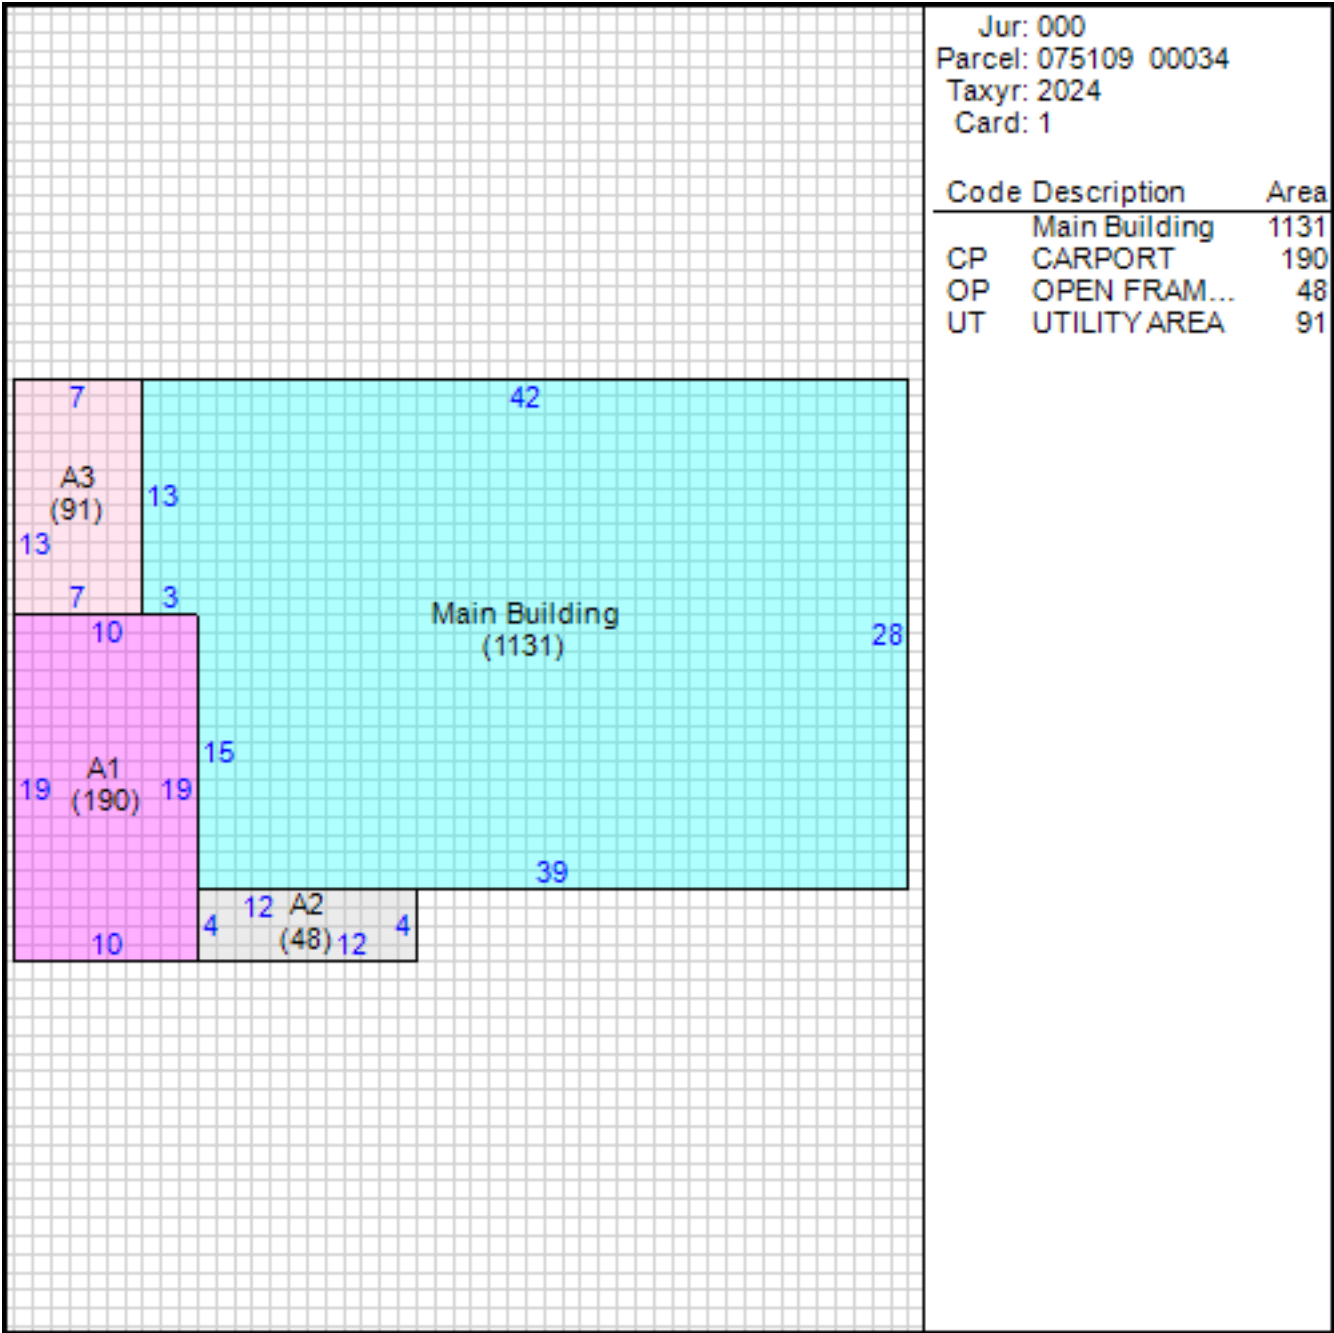 Jur: 000
Parcel: 075109 00034
Taxyr: 2024
Card: 1
Code Description Area
Main Building 1131
CP CARPORT 190
OP OPEN FRAM... 48
UT UTILITY AREA 91
7
42
A3
(91)
13
13
7
3
10
Main Building
(1131)
28
15
A1
(190)
19
19
39
12
A2
4
4
(48)
12
10